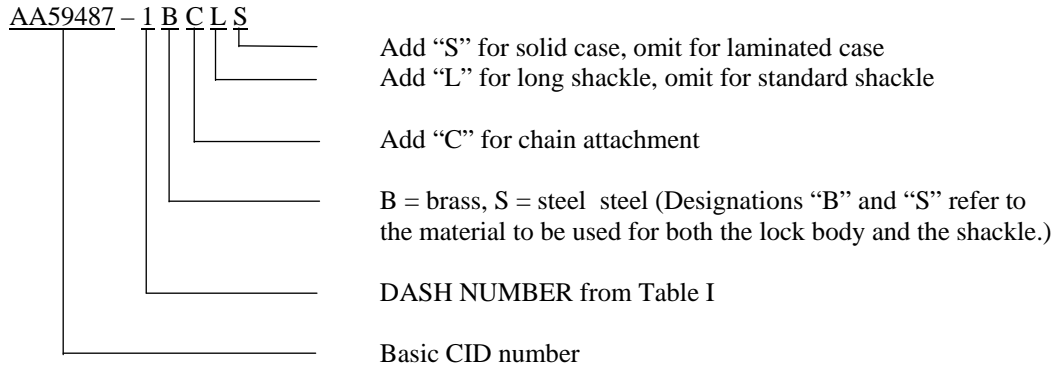 AA59487 – 1 B C L S
Add “S” for solid case, omit for laminated case
Add “L” for long shackle, omit for standard shackle
Add “C” for chain attachment
B = brass, S = steel  steel (Designations “B” and “S” refer to
the material to be used for both the lock body and the shackle.)
DASH NUMBER from Table I
Basic CID number